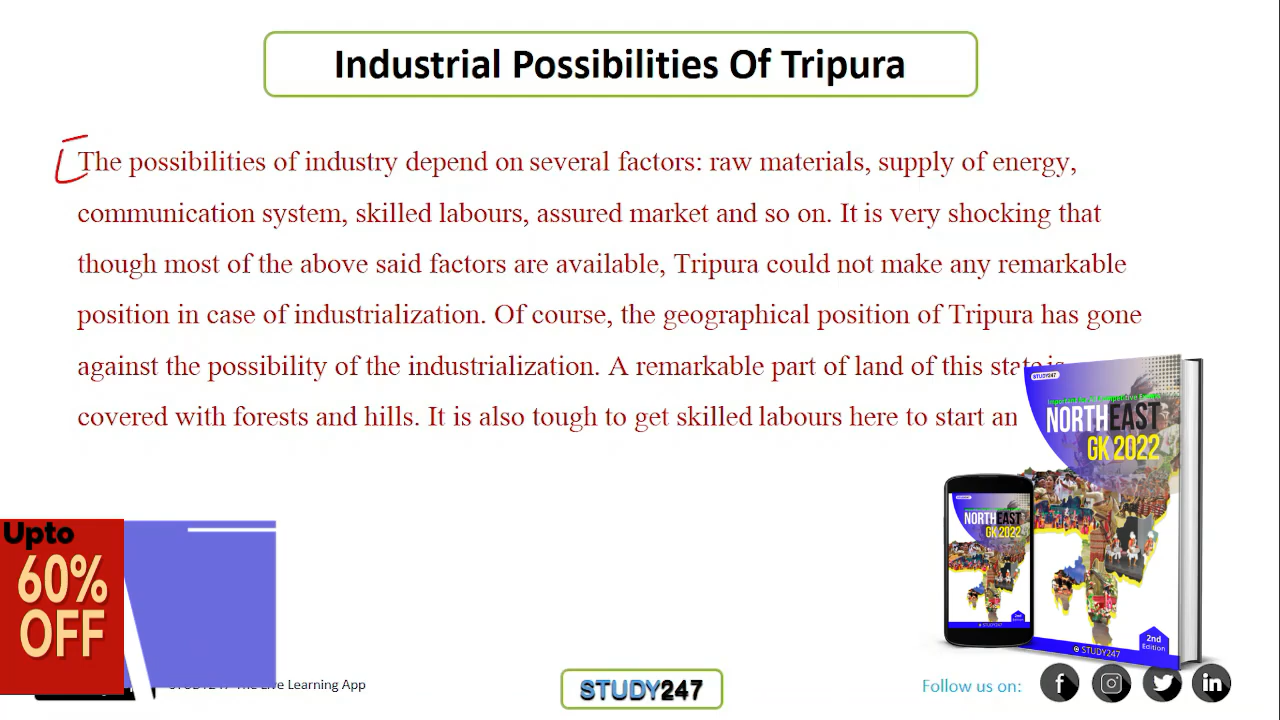 Industrial Possibilities Of Tripura
The possibilities of industry depend on several factors: raw materials, supply of energy,
communication system, skilled labours, assured market and so on. It is very shocking that
though most of the above said factors are available, Tripura could not make any remarkable
position in case of industrialization. Of course, the geographical position of Tripura has gone
against the possibility of the industrialization. A remarkable part of land of this state is
covered with forests and hills. It is also tough to get skilled labours here to start an
STUDY247
NORTHEAST
GK 2022
2nd
Edition
STUDY247
NORTHEAST
GK 2022
Upto
60%
OFF
The Live Learning App
STUDY247
Follow us on: